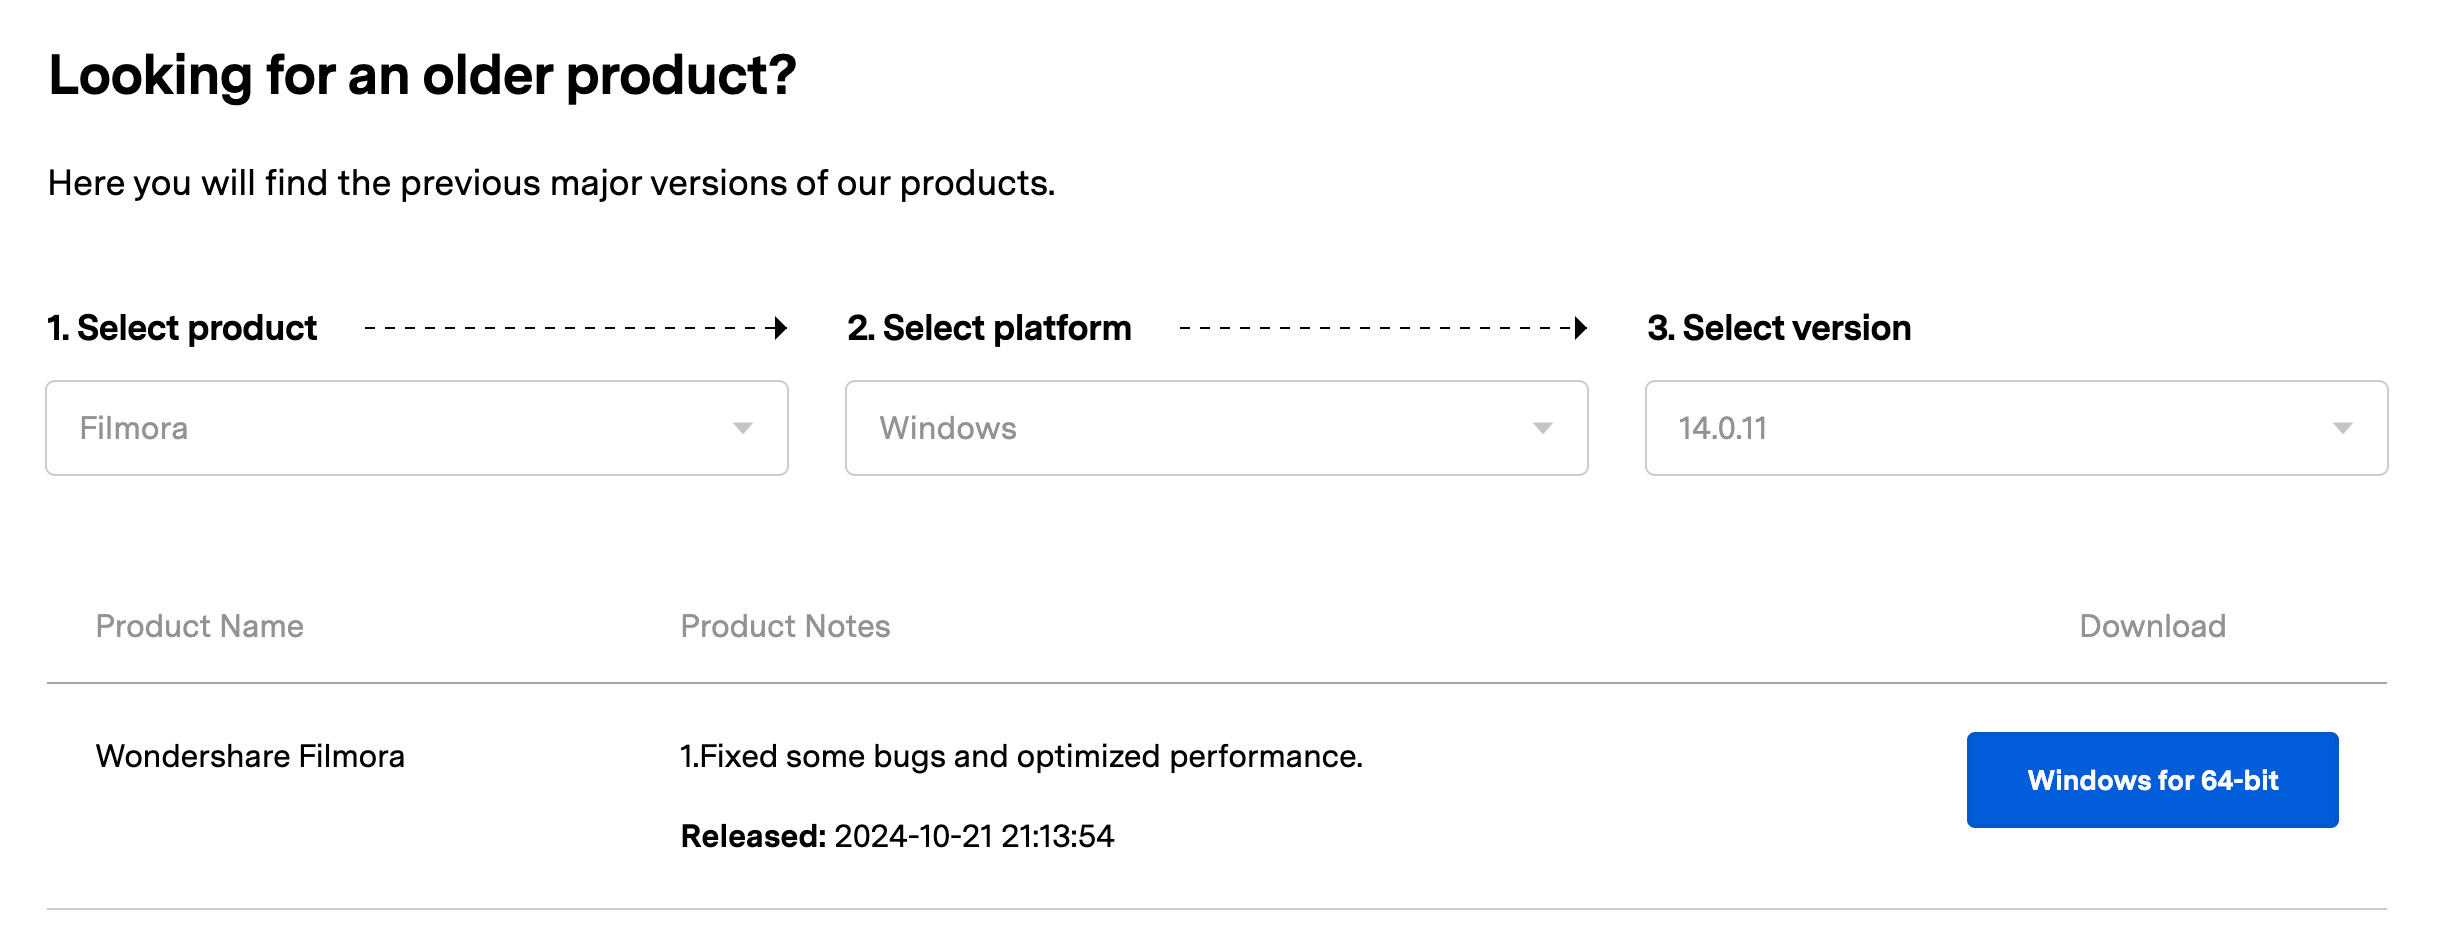 Looking for an older product?
Here you will find the previous major versions of our products.
1. Select product
2. Select platform
3. Select version
Filmora
Windows
14.0.11
Product Name
Product Notes
Download
Wondershare Filmora
1.Fixed some bugs and optimized performance.
Windows for 64-bit
Released: 2024-10-21 21:13:54